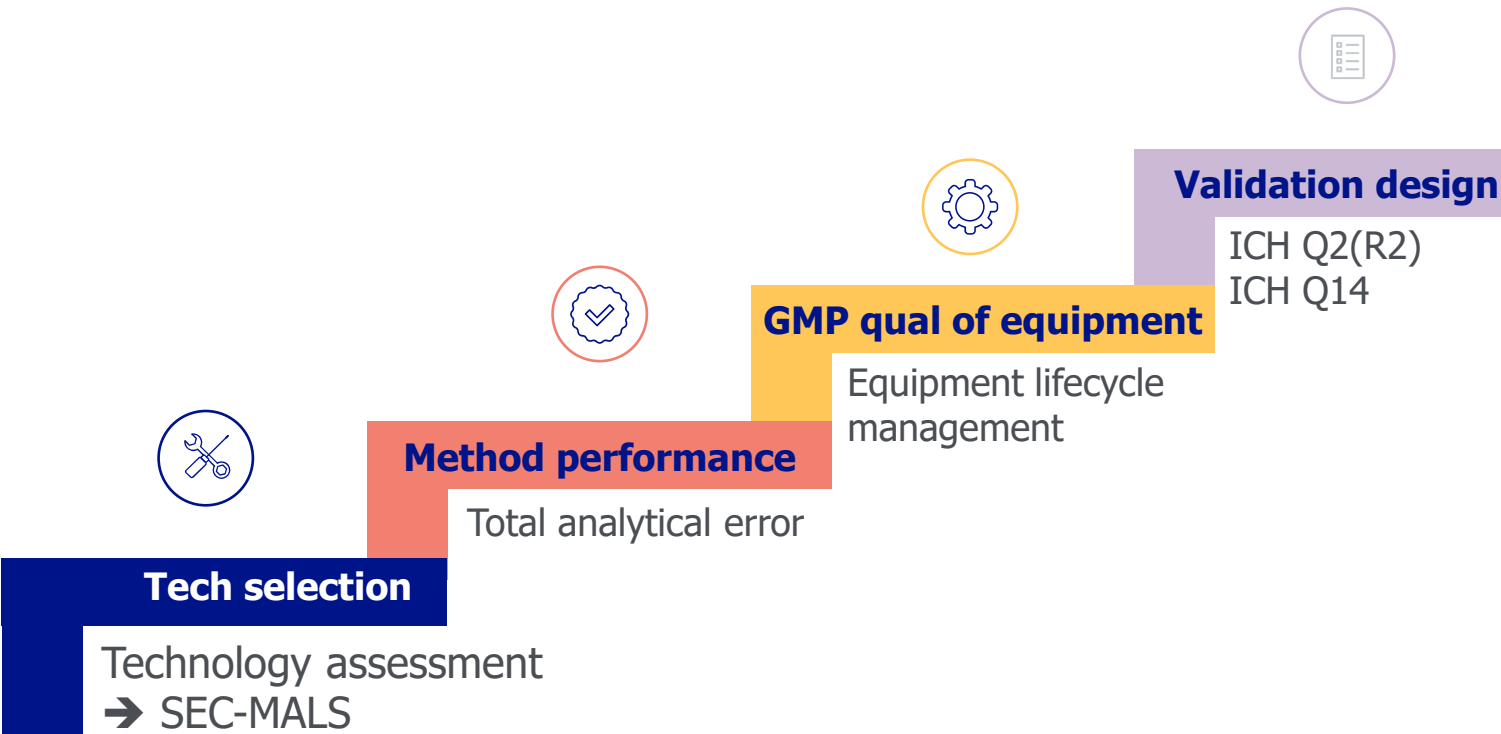 Tech selection
Technology assessment
➔ SEC-MALS
Method performance
Total analytical error
GMP qual of equipment
Equipment lifecycle
management
Validation design
ICH Q2(R2)
ICH Q14